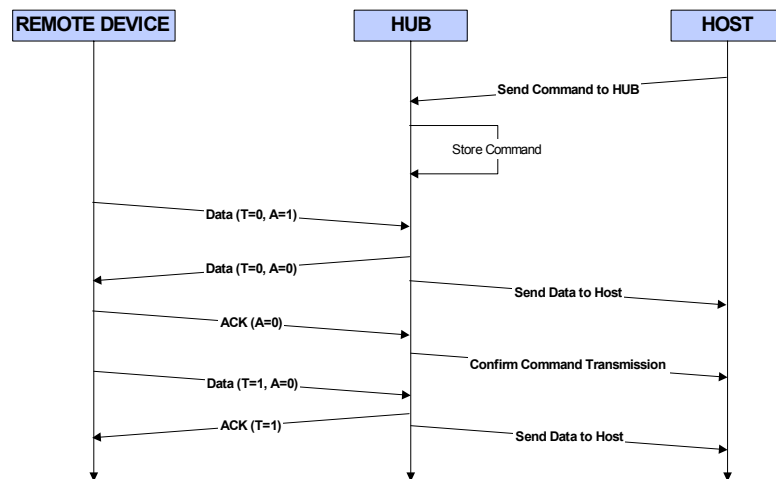 REMOTE DEVICE
HUB
HOST
Send Command to HUB
Store Command
Data (T=0, A=1)
Data (T=0, A=0)
Send Data to Host
ACK (A=0)
Confirm Command Transmission
Data (T=1, A=0)
ACK (T=1)
Send Data to Host